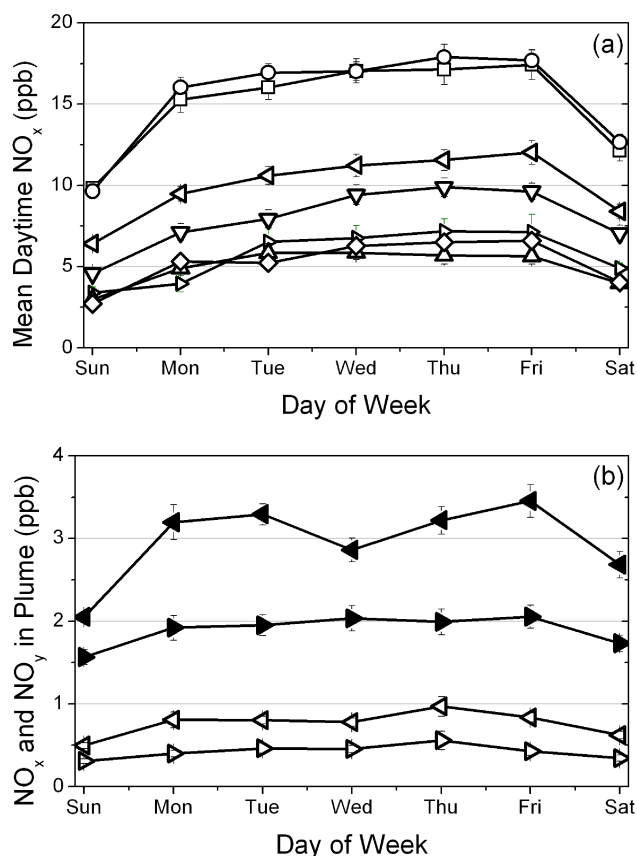 (a)
Mean Daytime NOx (ppb)
20
15
10
5
0
Sun Mon Tue Wed Thu Fri Sat
Day of Week
(b)
NOx and NOy in Plume (ppb)
4
3
2
1
0
Sun Mon Tue Wed Thu Fri Sat
Day of Week